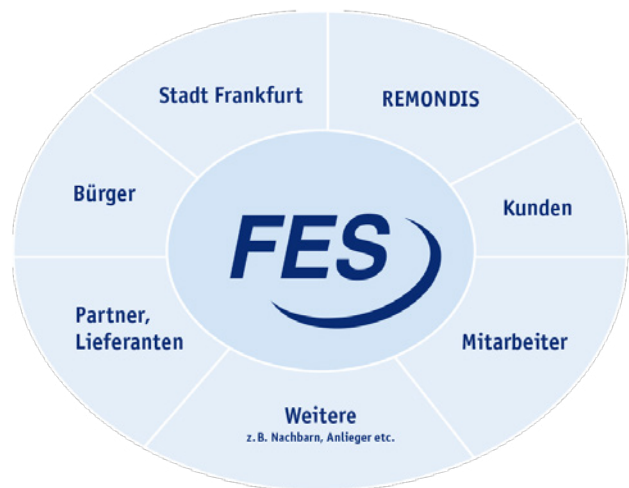 Stadt Frankfurt
REMONDIS
Bürger
Kunden
FES
Partner,
Lieferanten
Mitarbeiter
Weitere
z. B. Nachbarn, Anlieger etc.